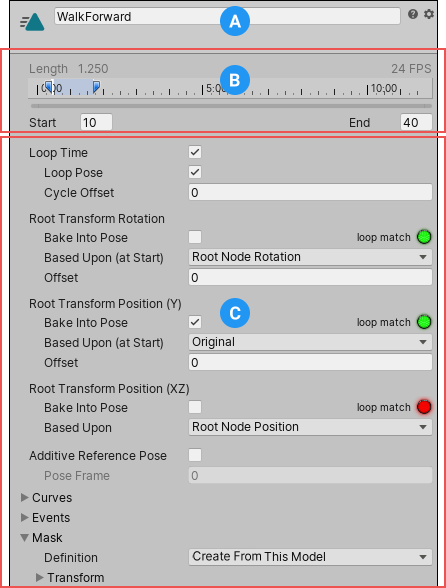 WalkForward
A
Length 1.250
24 FPS
0:00 5:00 10:00
B
Start 10
End 40
Loop Time
Loop Pose
Cycle Offset 0
Root Transform Rotation
Bake Into Pose loop match
Based Upon (at Start) Root Node Rotation
Offset 0
Root Transform Position (Y)
C
Bake Into Pose loop match
Based Upon (at Start) Original
Offset 0
Root Transform Position (XZ)
Bake Into Pose loop match
Based Upon Root Node Position
Additive Reference Pose
Pose Frame 0
Curves
Events
Mask
Definition Create From This Model
Transform